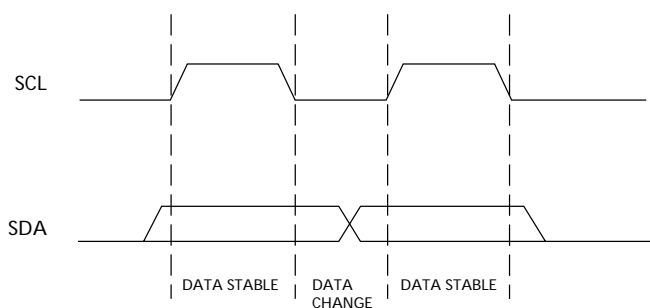 SCL
SDA
DATA STABLE
DATA
CHANGE
DATA STABLE